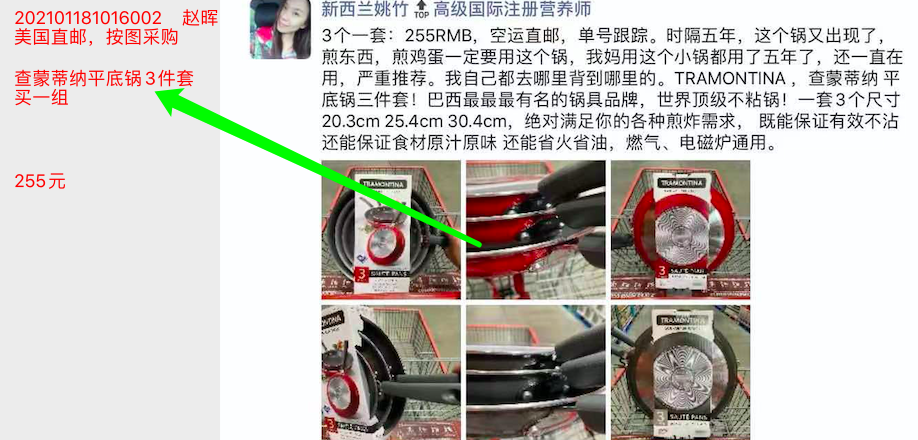 202101181016002 赵晖
美国直邮，按图采购
查蒙蒂纳平底锅3件套
买一组
255元
新西兰姚竹 TOP 高级国际注册营养师
3个一套：255RMB，空运直邮，单号跟踪。时隔五年，这个锅又出现了，
煎东西，煎鸡蛋一定要用这个锅，我妈用这个小锅都用了五年了，还一直在
用，严重推荐。我自己都去哪里背到哪里的。TRAMONTINA ，查蒙蒂纳 平
底锅三件套！巴西最最最有名的锅具品牌，世界顶级不粘锅！一套3个尺寸
20.3cm 25.4cm 30.4cm，绝对满足你的各种煎炸需求， 既能保证有效不沾
还能保证食材原汁原味 还能省火省油，燃气、电磁炉通用。
TRAMONTINA
3 SAUTE PANS
TRAMONTINA
3 SAUTE PANS
TRAMONTINA
3
TRAMONTINA
3 SAUTE PANS